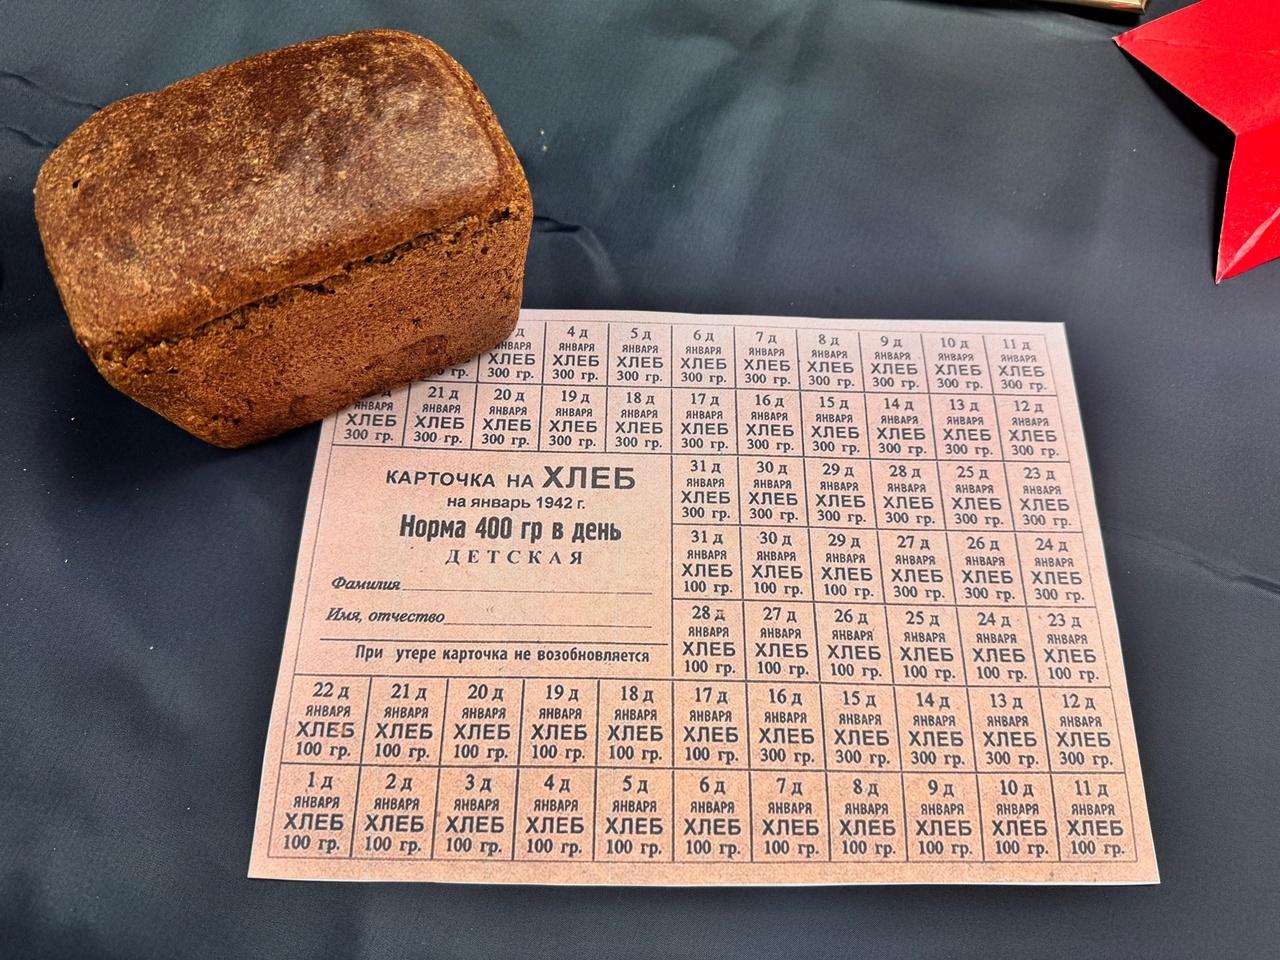 д 4 д 5 д 6 д 7 д 8 д 9 д 10 д 11 д
ЯНВАРЯ ЯНВАРЯ ЯНВАРЯ ЯНВАРЯ ЯНВАРЯ ЯНВАРЯ ЯНВАРЯ ЯНВАРЯ
ХЛЕБ ХЛЕБ ХЛЕБ ХЛЕБ ХЛЕБ ХЛЕБ ХЛЕБ ХЛЕБ ХЛЕБ
гр. 300 гр. 300 гр. 300 гр. 300 гр. 300 гр. 300 гр. 300 гр. 300 гр. 300 гр.
д 21 д 20 д 19 д 18 д 17 д 16 д 15 д 14 д 13 д 12 д
ЯНВАРЯ ЯНВАРЯ ЯНВАРЯ ЯНВАРЯ ЯНВАРЯ ЯНВАРЯ ЯНВАРЯ ЯНВАРЯ ЯНВАРЯ ЯНВАРЯ ЯНВАРЯ
ХЛЕБ ХЛЕБ ХЛЕБ ХЛЕБ ХЛЕБ ХЛЕБ ХЛЕБ ХЛЕБ ХЛЕБ ХЛЕБ ХЛЕБ
300 гр. 300 гр. 300 гр. 300 гр. 300 гр. 300 гр. 300 гр. 300 гр. 300 гр. 300 гр. 300 гр.
КАРТОЧКА НА ХЛЕБ
на январь 1942 г.
Норма 400 гр в день
ДЕТСКАЯ
Фамилия
Имя, отчество
При утере карточка не возобновляется
31 д 30 д 29 д 28 д 25 д 23 д
ЯНВАРЯ ЯНВАРЯ ЯНВАРЯ ЯНВАРЯ ЯНВАРЯ ЯНВАРЯ
ХЛЕБ ХЛЕБ ХЛЕБ ХЛЕБ ХЛЕБ ХЛЕБ
300 гр. 300 гр. 300 гр. 300 гр. 300 гр. 300 гр.
31 д 30 д 29 д 27 д 26 д 24 д
ЯНВАРЯ ЯНВАРЯ ЯНВАРЯ ЯНВАРЯ ЯНВАРЯ ЯНВАРЯ
ХЛЕБ ХЛЕБ ХЛЕБ ХЛЕБ ХЛЕБ ХЛЕБ
100 гр. 100 гр. 100 гр. 300 гр. 300 гр. 300 гр.
28 д 27 д 26 д 25 д 24 д 23 д
ЯНВАРЯ ЯНВАРЯ ЯНВАРЯ ЯНВАРЯ ЯНВАРЯ ЯНВАРЯ
ХЛЕБ ХЛЕБ ХЛЕБ ХЛЕБ ХЛЕБ ХЛЕБ
100 гр. 100 гр. 100 гр. 100 гр. 100 гр. 100 гр.
22 д 21 д 20 д 19 д 18 д 17 д 16 д 15 д 14 д 13 д 12 д
ЯНВАРЯ ЯНВАРЯ ЯНВАРЯ ЯНВАРЯ ЯНВАРЯ ЯНВАРЯ ЯНВАРЯ ЯНВАРЯ ЯНВАРЯ ЯНВАРЯ ЯНВАРЯ
ХЛЕБ ХЛЕБ ХЛЕБ ХЛЕБ ХЛЕБ ХЛЕБ ХЛЕБ ХЛЕБ ХЛЕБ ХЛЕБ ХЛЕБ
100 гр. 100 гр. 100 гр. 100 гр. 100 гр. 100 гр. 300 гр. 300 гр. 300 гр. 300 гр. 300 гр.
1 д 2 д 3 д 4 д 5 д 6 д 7 д 8 д 9 д 10 д 11 д
ЯНВАРЯ ЯНВАРЯ ЯНВАРЯ ЯНВАРЯ ЯНВАРЯ ЯНВАРЯ ЯНВАРЯ ЯНВАРЯ ЯНВАРЯ ЯНВАРЯ ЯНВАРЯ
ХЛЕБ ХЛЕБ ХЛЕБ ХЛЕБ ХЛЕБ ХЛЕБ ХЛЕБ ХЛЕБ ХЛЕБ ХЛЕБ ХЛЕБ
100 гр. 100 гр. 100 гр. 100 гр. 100 гр. 100 гр. 100 гр. 100 гр. 100 гр. 100 гр. 100 гр.